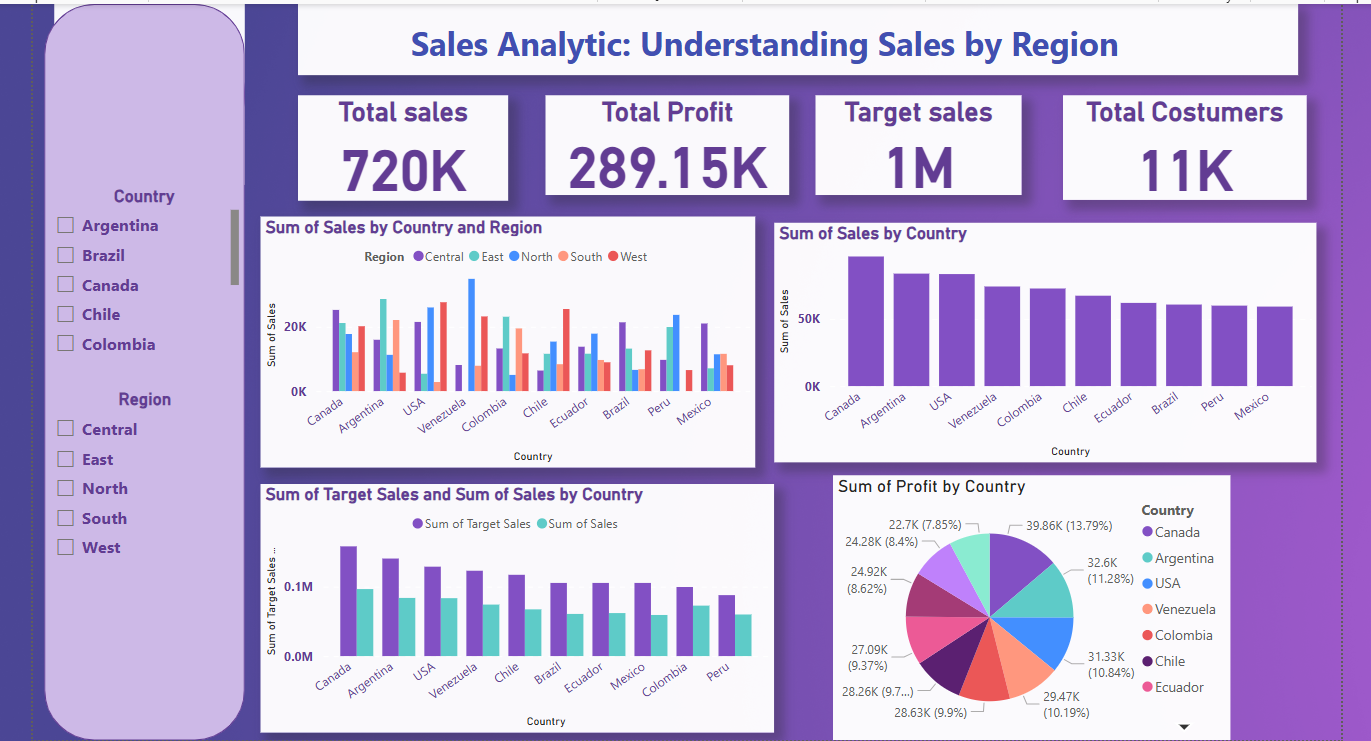 Sales Analytic: Understanding Sales by Region
Total sales
720K
Total Profit
289.15K
Target sales
1M
Total Costumers
11K
Country
Argentina
Brazil
Canada
Chile
Colombia
Region
Central
East
North
South
West
Sum of Sales by Country and Region
Region Central East North South West
Sum of Sales
20K
0K
Canada
Argentina
USA
Venezuela
Colombia
Chile
Ecuador
Brazil
Peru
Mexico
Country
Sum of Sales by Country
Sum of Sales
50K
0K
Canada
Argentina
USA
Venezuela
Colombia
Chile
Ecuador
Brazil
Peru
Mexico
Country
Sum of Target Sales and Sum of Sales by Country
Sum of Target Sales Sum of Sales
Sum of Target Sales ...
0.1M
0.0M
Canada
Argentina
USA
Venezuela
Chile
Brazil
Ecuador
Mexico
Colombia
Peru
Country
Sum of Profit by Country
39.86K (13.79%)
32.6K
(11.28%)
31.33K
(10.84%)
29.47K
(10.19%)
28.63K (9.9%)
28.26K (9.7...)
27.09K
(9.37%)
24.92K
(8.62%)
24.28K (8.4%)
22.7K (7.85%)
Country
Canada
Argentina
USA
Venezuela
Colombia
Chile
Ecuador